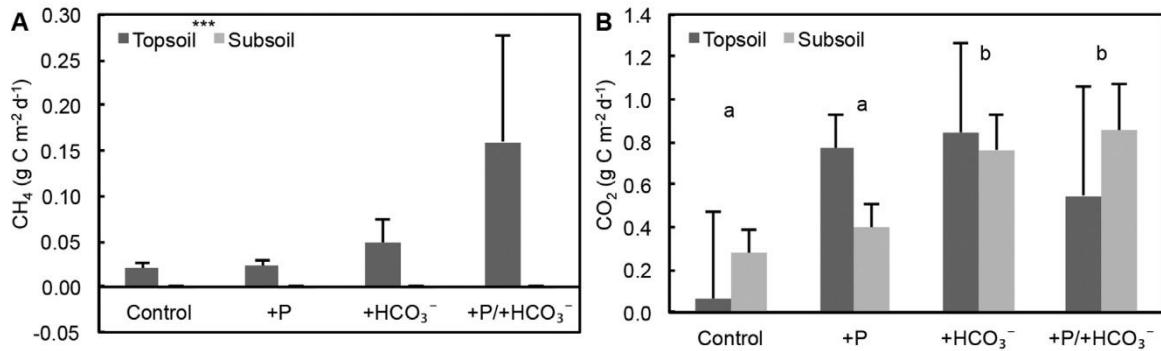 A
CH₄ (g C m⁻² d⁻¹)
0.30
0.25
0.20
0.15
0.10
0.05
0.00
-0.05
Topsoil *** Subsoil
Control +P +HCO₃⁻ +P/+HCO₃⁻
B
CO₂ (g C m⁻² d⁻¹)
1.4
1.2
1.0
0.8
0.6
0.4
0.2
0.0
Topsoil Subsoil
a a b b
Control +P +HCO₃⁻ +P/+HCO₃⁻